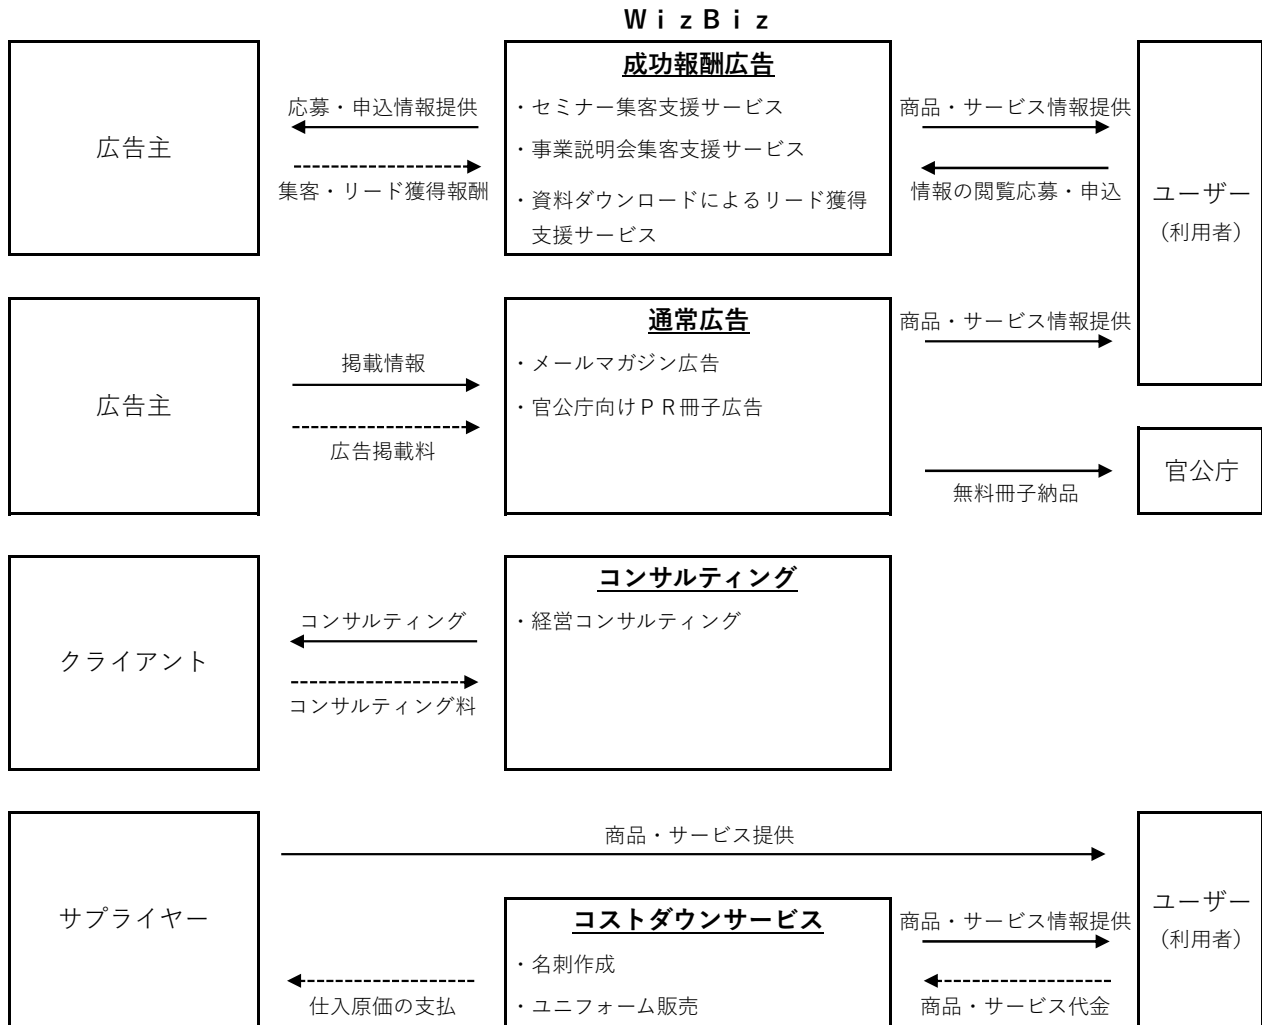 ＷｉｚＢｉｚ
広告主
応募・申込情報提供
集客・リード獲得報酬
成功報酬広告
・セミナー集客支援サービス
・事業説明会集客支援サービス
・資料ダウンロードによるリード獲得
支援サービス
商品・サービス情報提供
情報の閲覧応募・申込
ユーザー
（利用者）
広告主
掲載情報
広告掲載料
通常広告
・メールマガジン広告
・官公庁向けＰＲ冊子広告
商品・サービス情報提供
無料冊子納品
官公庁
クライアント
コンサルティング
コンサルティング料
コンサルティング
・経営コンサルティング
サプライヤー
商品・サービス提供
仕入原価の支払
コストダウンサービス
・名刺作成
・ユニフォーム販売
商品・サービス情報提供
商品・サービス代金
ユーザー
（利用者）